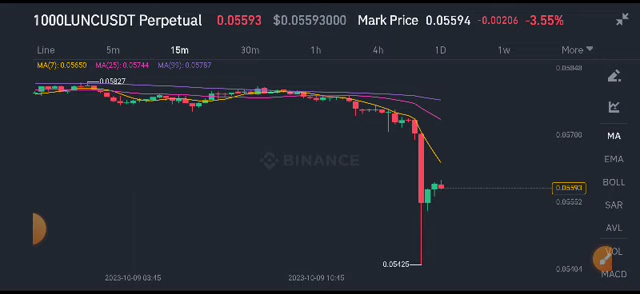 1000LUNCUSDT Perpetual 0.05593 $0.05593000 Mark Price 0.05594 -0.00206 -3.55%
Line 5m 15m 30m 1h 4h 1D 1w More
MA(7): 0.05650 MA(25): 0.05744 MA(99): 0.05787
0.05848
0.05827
0.05700
MA
EMA
BINANCE
BOLL
0.05593
0.05552
SAR
AVL
VOL
0.05425
0.05404
MACD
2023-10-09 03:45 2023-10-09 10:45